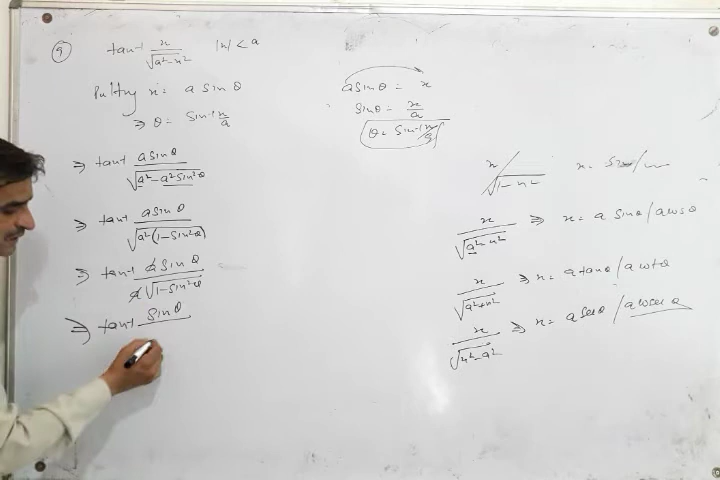 9 tan⁻¹ x/√(a²-x²) |x| < a
Putting x = a sin θ
⇒ θ = sin⁻¹ x/a
⇒ tan⁻¹ a sin θ/√(a²-a² sin²θ)
⇒ tan⁻¹ a sin θ/√(a²(1-sin²θ))
⇒ tan⁻¹ a sin θ/a√(1-sin²θ)
⇒ tan⁻¹ sin θ
a sin θ = x
sin θ = x/a
θ = sin⁻¹ x/a
x/√(1-x²) x =
x/√(a²-x²) ⇒ x = a sin θ / a cos θ
x/√(a²+x²) ⇒ x = a tan θ / a cot θ
x/√(x²-a²) ⇒ x = a sec θ / a cosec θ